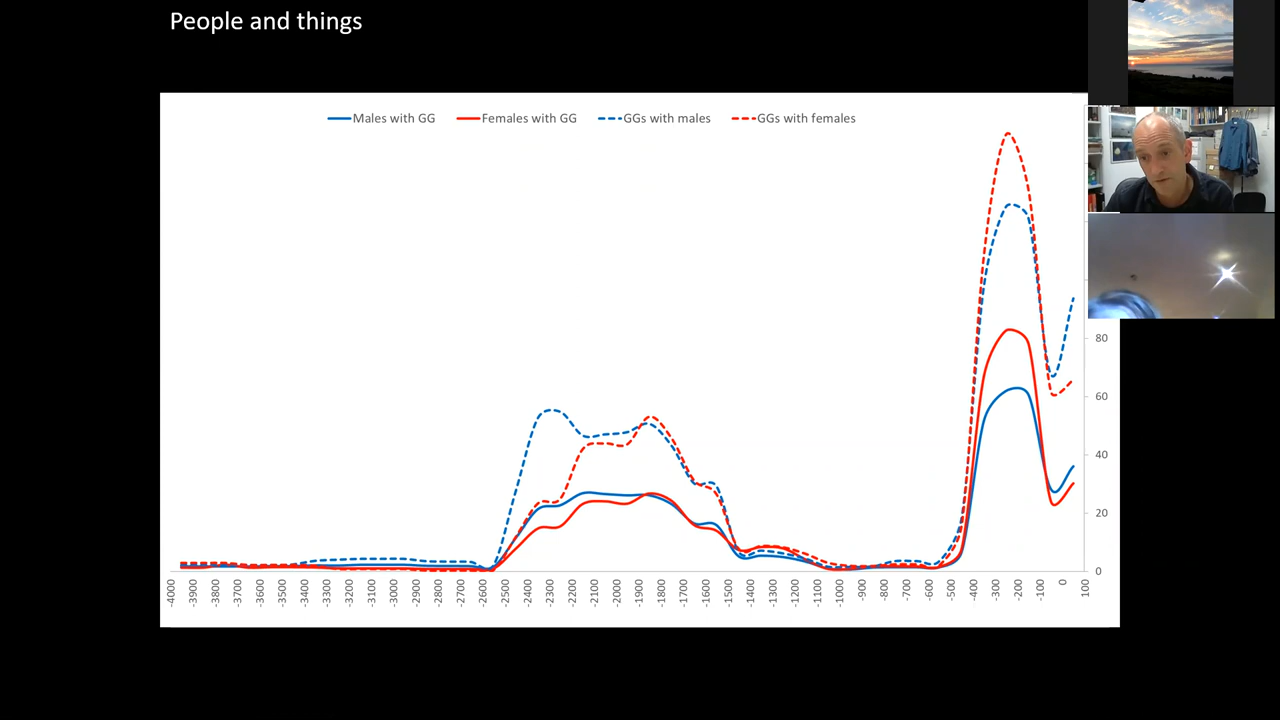 People and things
Males with GG Females with GG GGs with males GGs with females
80
60
40
20
0
-4000 -3900 -3800 -3700 -3600 -3500 -3400 -3300 -3200 -3100 -3000 -2900 -2800 -2700 -2600 -2500 -2400 -2300 -2200 -2100 -2000 -1900 -1800 -1700 -1600 -1500 -1400 -1300 -1200 -1100 -1000 -900 -800 -700 -600 -500 -400 -300 -200 -100 0 100